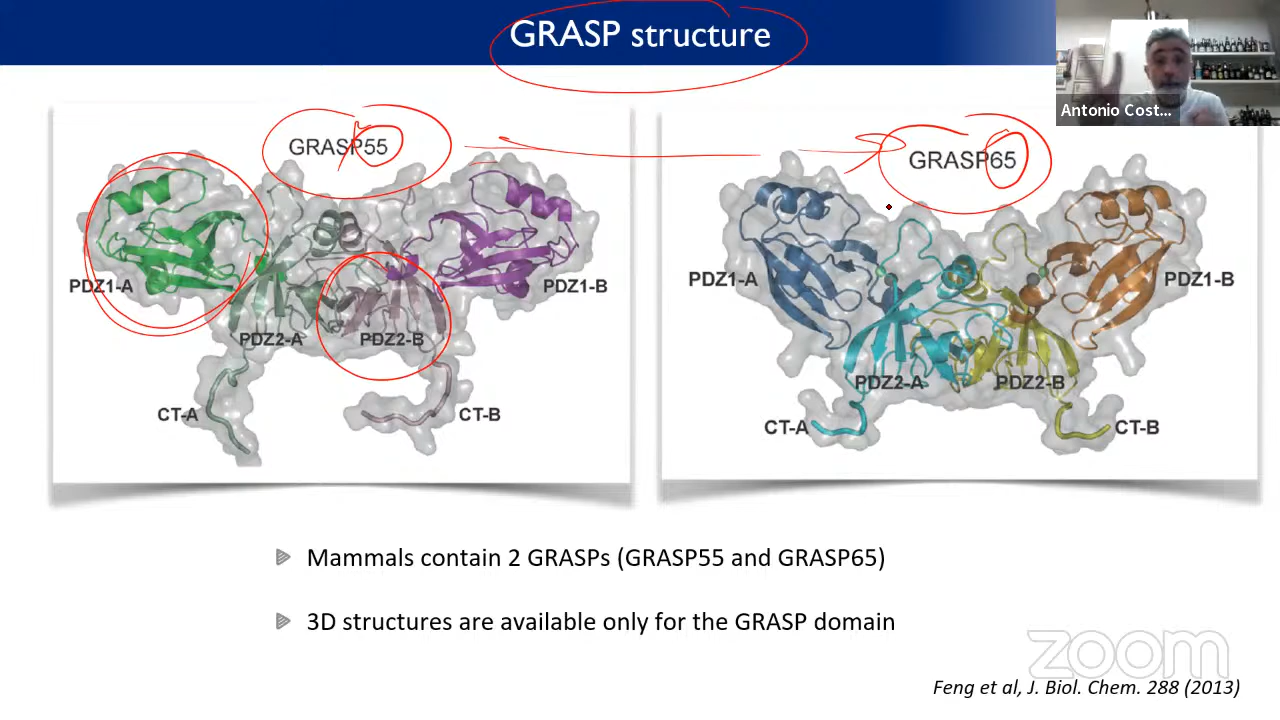 GRASP structure
Antonio Cost...
GRASP55
GRASP65
PDZ1-A
PDZ1-B
PDZ2-A
PDZ2-B
CT-A
CT-B
PDZ1-A
PDZ1-B
PDZ2-A
PDZ2-B
CT-A
CT-B
Mammals contain 2 GRASPs (GRASP55 and GRASP65)
3D structures are available only for the GRASP domain
zoom
Feng et al, J. Biol. Chem. 288 (2013)